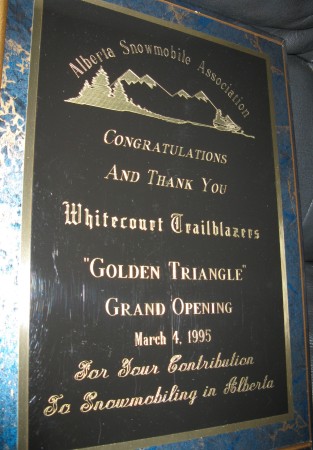 Alberta Snowmobile Association
CONGRATULATIONS
AND THANK YOU
Whitecourt Trailblazers
"GOLDEN TRIANGLE"
GRAND OPENING
March 4, 1995
For Your Contribution
To Snowmobiling in Alberta